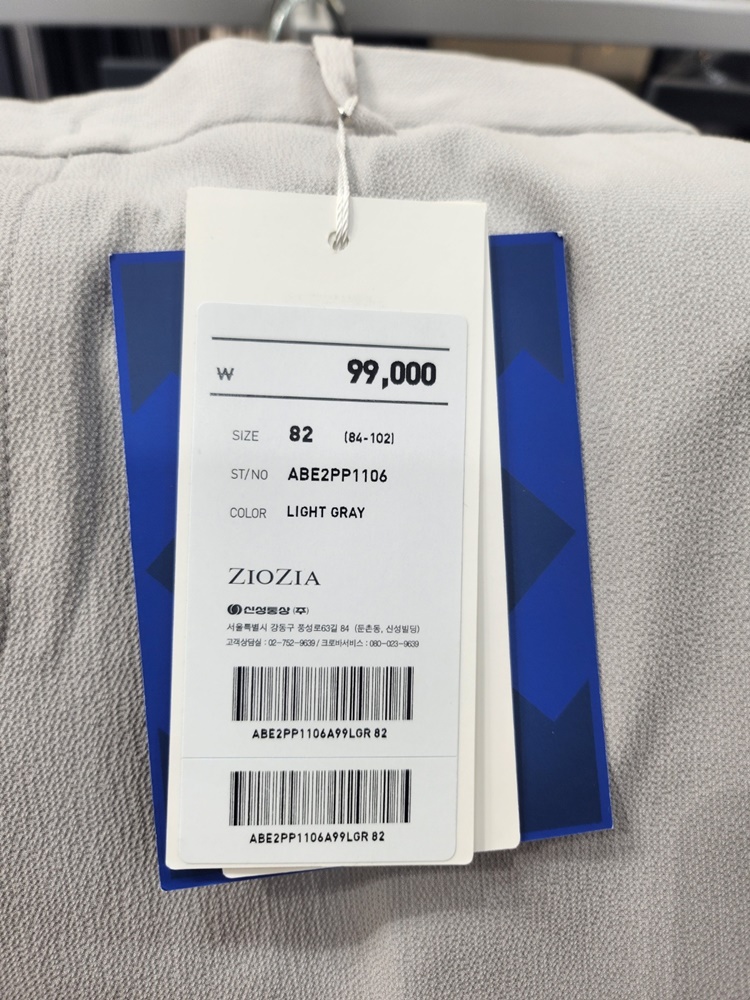 ₩ 99,000
SIZE 82 (84-102)
ST/NO ABE2PP1106
COLOR LIGHT GRAY
ZIOZIA
신성통상(주)
서울특별시 강동구 풍성로63길 84 (둔촌동, 신성빌딩)
고객상담실 : 02-752-9639 / 크로바서비스 : 080-023-9639
ABE2PP1106A99LGR 82
ABE2PP1106A99LGR 82